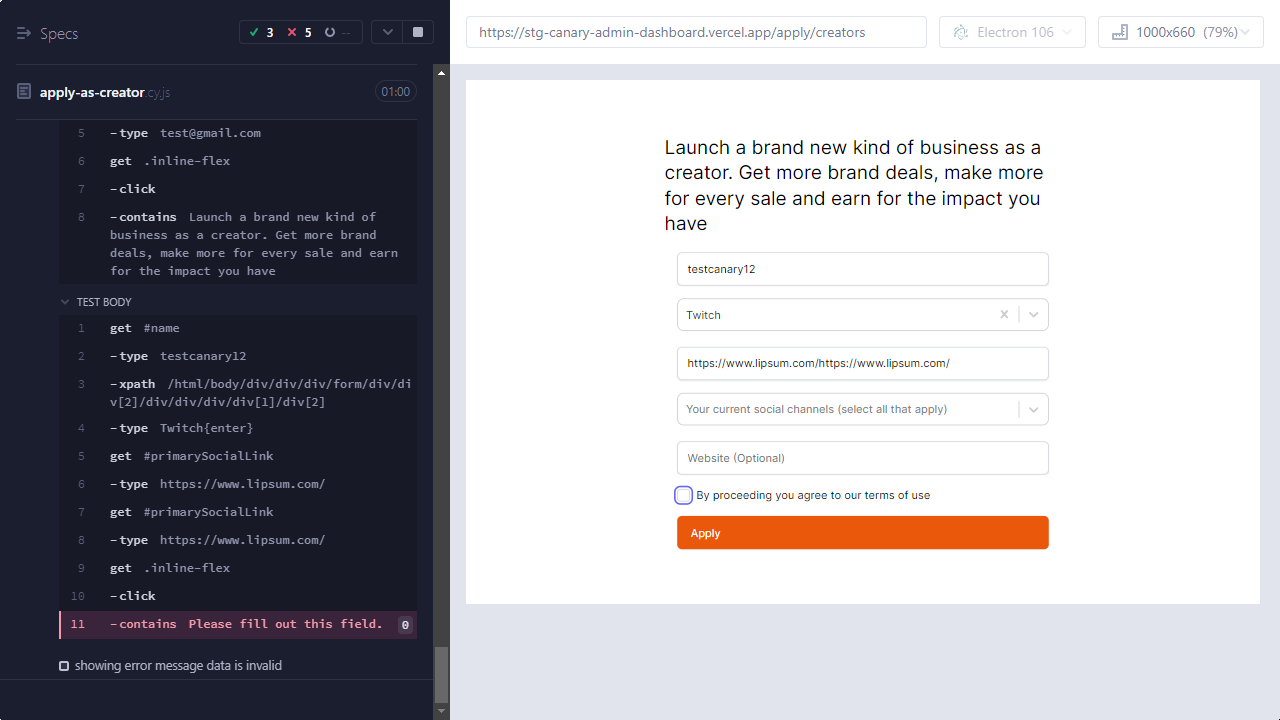 Specs
3
5
--
apply-as-creator.cy.js
01:00
5 -type test@gmail.com
6 get .inline-flex
7 -click
8 -contains Launch a brand new kind of
business as a creator. Get more brand
deals, make more for every sale and earn
for the impact you have
TEST BODY
1 get #name
2 -type testcanary12
3 -xpath /html/body/div/div/div/form/div/di
v[2]/div/div/div/div[1]/div[2]
4 -type Twitch{enter}
5 get #primarySocialLink
6 -type https://www.lipsum.com/
7 get #primarySocialLink
8 -type https://www.lipsum.com/
9 get .inline-flex
10 -click
11 -contains Please fill out this field. 0
showing error message data is invalid
https://stg-canary-admin-dashboard.vercel.app/apply/creators
Electron 106
1000x660 (79%)
Launch a brand new kind of business as a
creator. Get more brand deals, make more
for every sale and earn for the impact you
have
testcanary12
Twitch
https://www.lipsum.com/https://www.lipsum.com/
Your current social channels (select all that apply)
Website (Optional)
By proceeding you agree to our terms of use
Apply